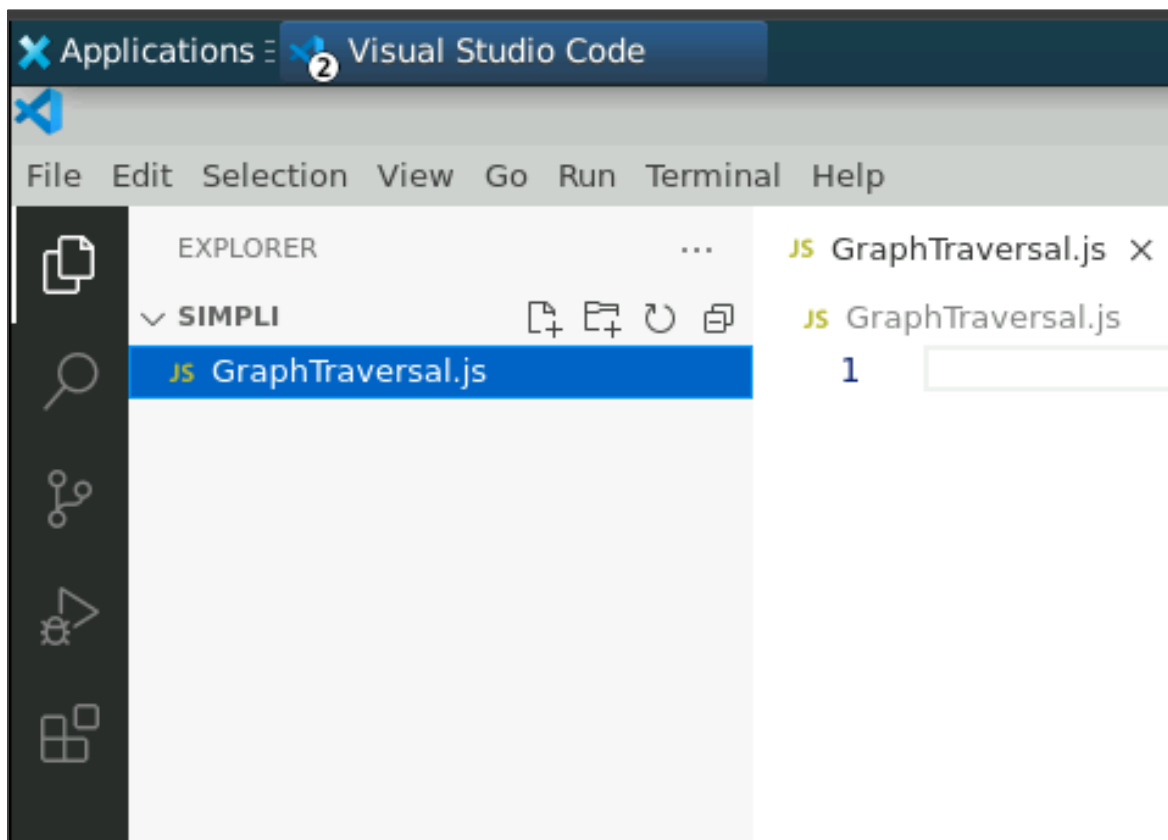 Applications
2 Visual Studio Code
File Edit Selection View Go Run Terminal Help
EXPLORER ...
SIMPLI
JS GraphTraversal.js
JS GraphTraversal.js
JS GraphTraversal.js
1